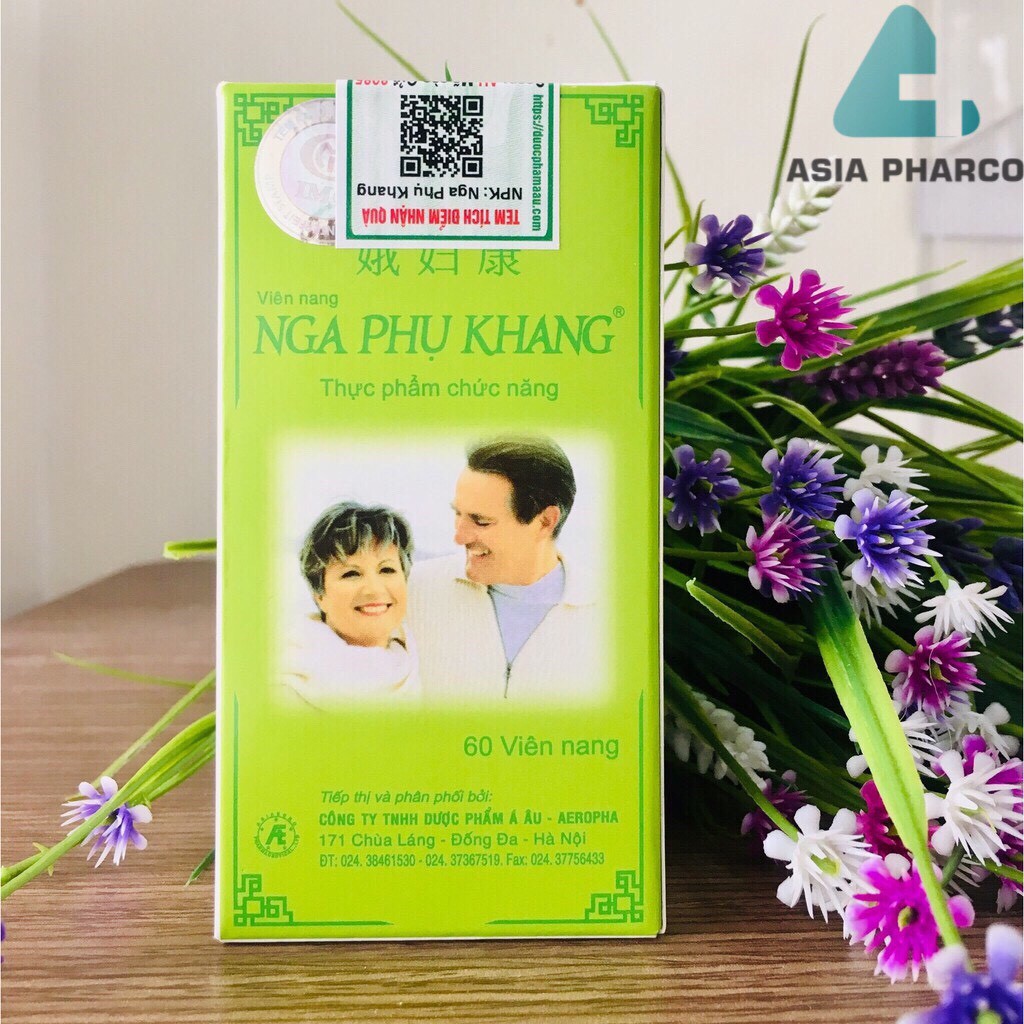 ASIA PHARCO
https://duocphamaau.com
NPK: Nga Phụ Khang
TEM TÍCH ĐIỂM NHẬN QUÀ
娥妇康
Viên nang
NGA PHỤ KHANG®
Thực phẩm chức năng
60 Viên nang
Tiếp thị và phân phối bởi:
CÔNG TY TNHH DƯỢC PHẨM Á ÂU - AEROPHA
171 Chùa Láng - Đống Đa - Hà Nội
ĐT: 024. 38461530 - 024. 37367519. Fax: 024. 37756433